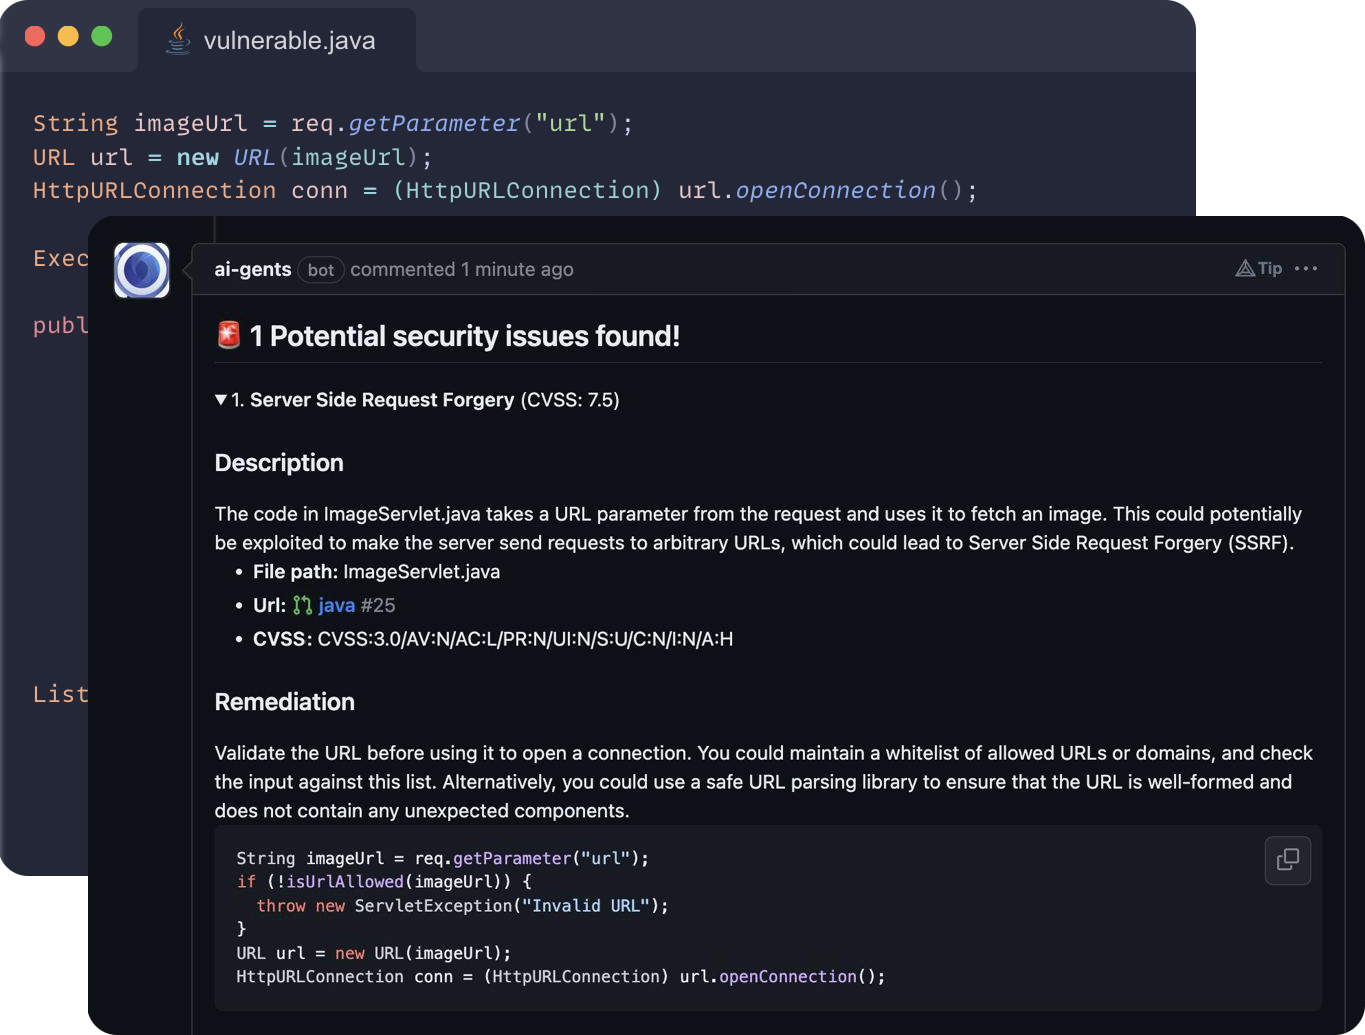 vulnerable.java
String imageUrl = req.getParameter("url");
URL url = new URL(imageUrl);
HttpURLConnection conn = (HttpURLConnection) url.openConnection();
Exec
publ
List
ai-gents bot commented 1 minute ago
Tip
🚨 1 Potential security issues found!
▼ 1. Server Side Request Forgery (CVSS: 7.5)
Description
The code in ImageServlet.java takes a URL parameter from the request and uses it to fetch an image. This could potentially
be exploited to make the server send requests to arbitrary URLs, which could lead to Server Side Request Forgery (SSRF).
• File path: ImageServlet.java
• Url: java #25
• CVSS: CVSS:3.0/AV:N/AC:L/PR:N/UI:N/S:U/C:N/I:N/A:H
Remediation
Validate the URL before using it to open a connection. You could maintain a whitelist of allowed URLs or domains, and check
the input against this list. Alternatively, you could use a safe URL parsing library to ensure that the URL is well-formed and
does not contain any unexpected components.
String imageUrl = req.getParameter("url");
if (!isUrlAllowed(imageUrl)) {
  throw new ServletException("Invalid URL");
}
URL url = new URL(imageUrl);
HttpURLConnection conn = (HttpURLConnection) url.openConnection();